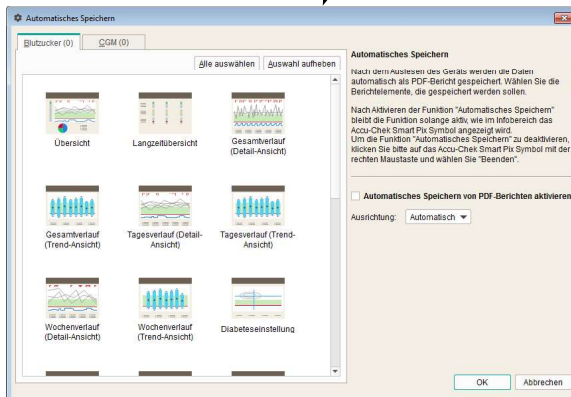 Automatisches Speichern
Blutzucker (0)
CGM (0)
Alle auswählen
Auswahl aufheben
Übersicht
Langzeitübersicht
Gesamtverlauf
(Detail-Ansicht)
Gesamtverlauf
(Trend-Ansicht)
Tagesverlauf (Detail-
Ansicht)
Tagesverlauf (Trend-
Ansicht)
Wochenverlauf
(Detail-Ansicht)
Wochenverlauf
(Trend-Ansicht)
Diabeteseinstellung
Automatisches Speichern
Nach dem Auslesen des Geräts werden die Daten
automatisch als PDF-Bericht gespeichert. Wählen Sie die
Berichtelemente, die gespeichert werden sollen.
Nach Aktivieren der Funktion "Automatisches Speichern"
bleibt die Funktion solange aktiv, wie im Infobereich das
Accu-Chek Smart Pix Symbol angezeigt wird.
Um die Funktion "Automatisches Speichern" zu deaktivieren,
klicken Sie bitte auf das Accu-Chek Smart Pix Symbol mit der
rechten Maustaste und wählen Sie "Beenden".
Automatisches Speichern von PDF-Berichten aktivieren
Ausrichtung:
Automatisch
OK
Abbrechen